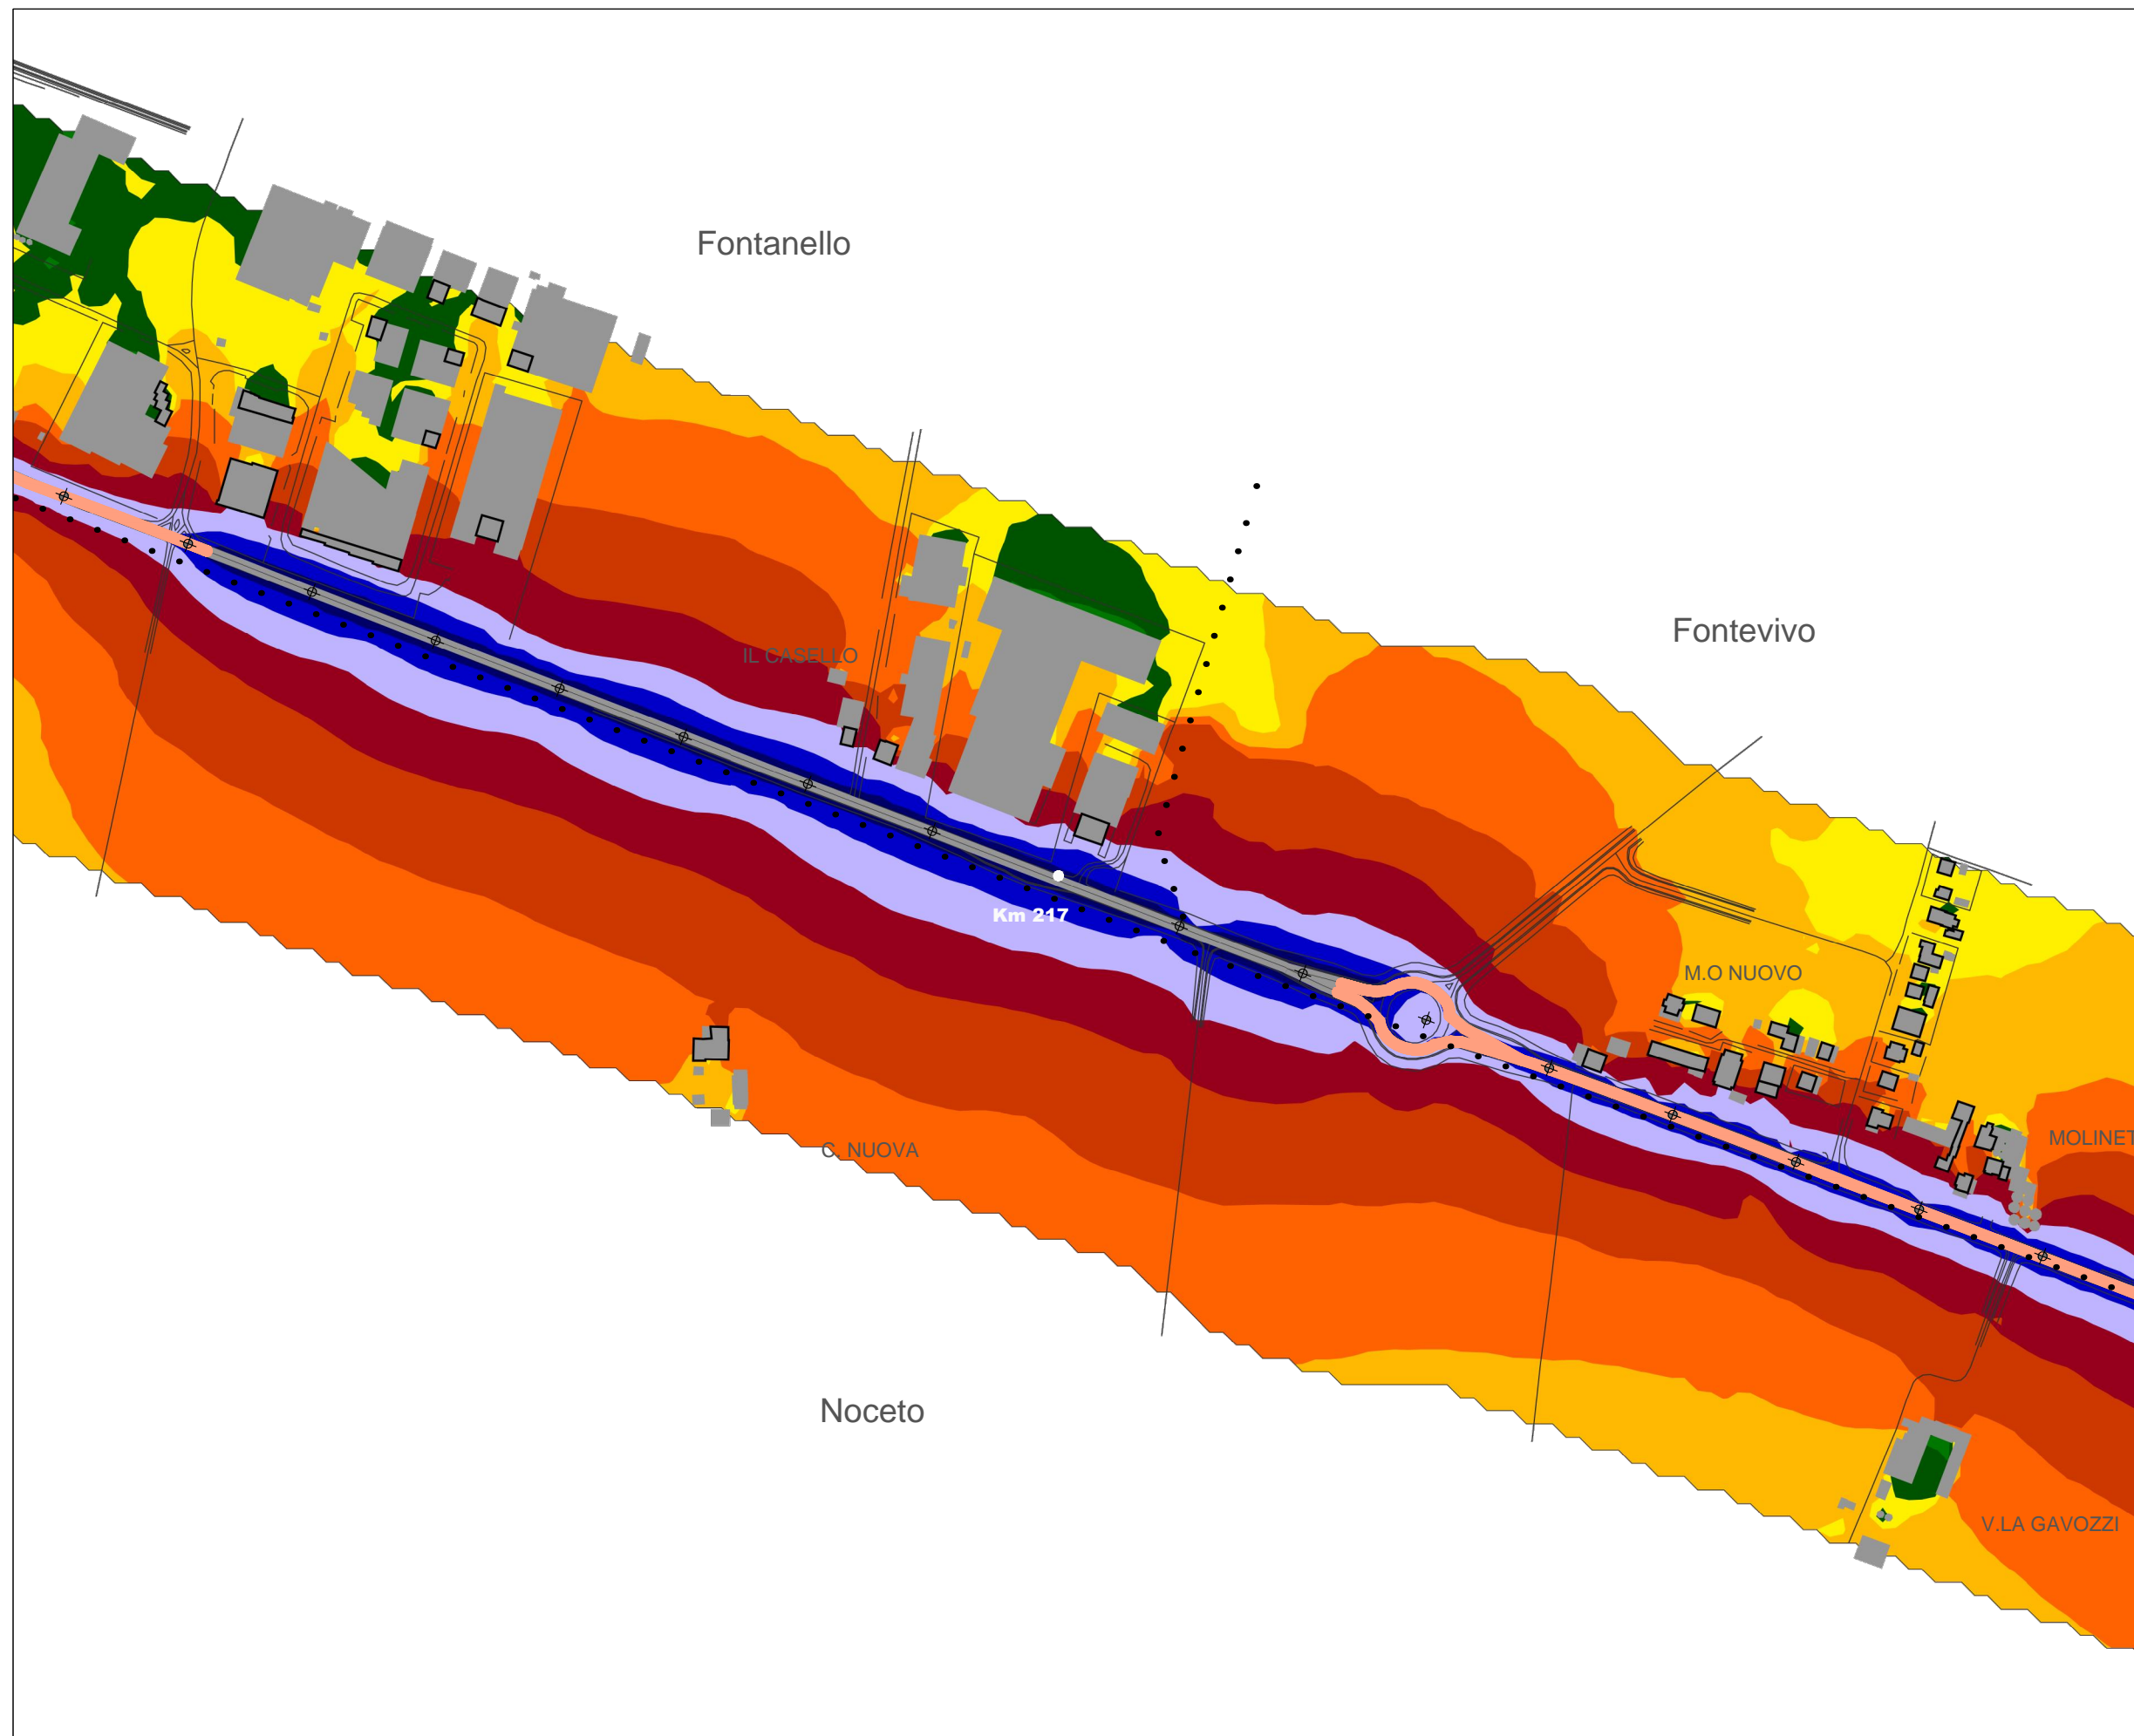 Fontanello
Fontevivo
IL CASELLO
Km 217
M.O NUOVO
MOLINET
C. NUOVA
Noceto
V.LA GAVOZZI